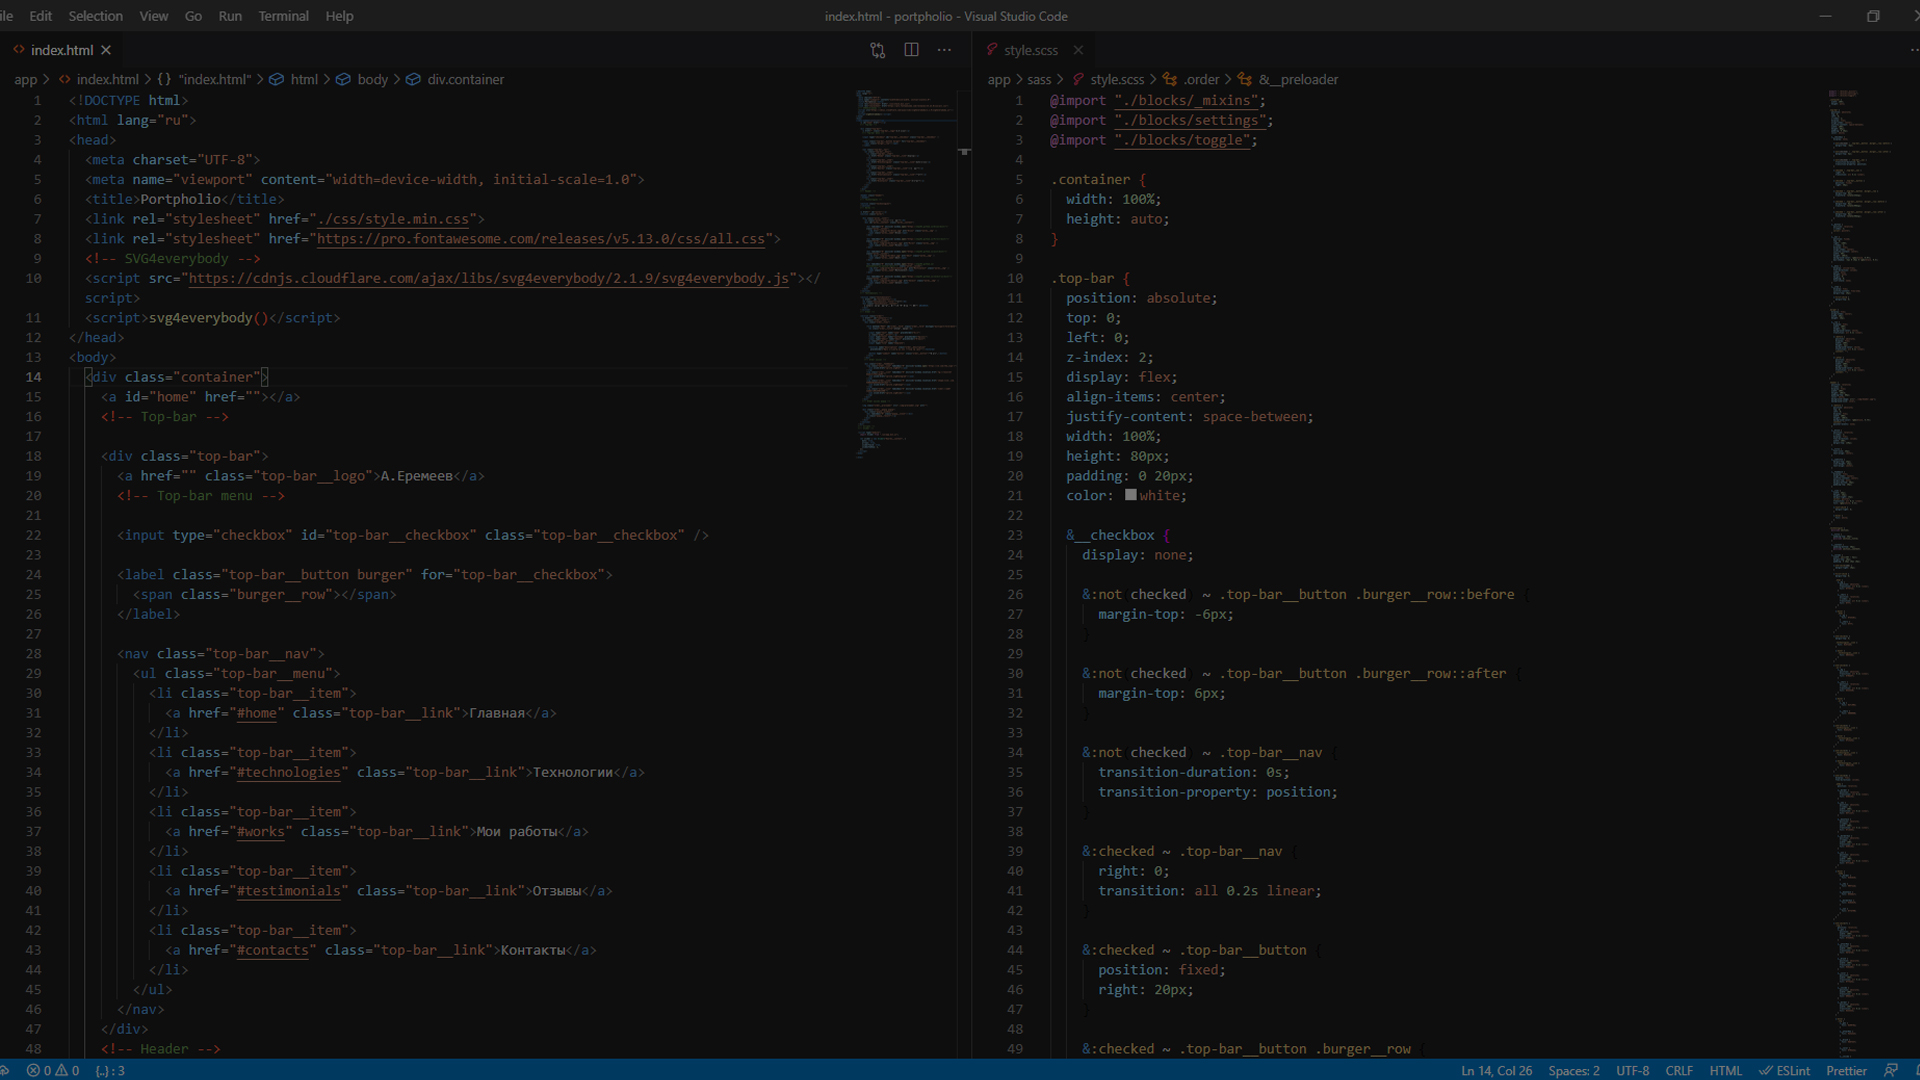 Edit Selection View Go Run Terminal Help
index.html - portpholio - Visual Studio Code
index.html
app > index.html > {} "index.html" > html > body > div.container
1 <!DOCTYPE html>
2 <html lang="ru">
3 <head>
4 <meta charset="UTF-8">
5 <meta name="viewport" content="width=device-width, initial-scale=1.0">
6 <title>Portpholio</title>
7 <link rel="stylesheet" href="./css/style.min.css">
8 <link rel="stylesheet" href="https://pro.fontawesome.com/releases/v5.13.0/css/all.css">
9 <!-- SVG4everybody -->
10 <script src="https://cdnjs.cloudflare.com/ajax/libs/svg4everybody/2.1.9/svg4everybody.js"></
script>
11 <script>svg4everybody()</script>
12 </head>
13 <body>
14 <div class="container">
15 <a id="home" href=""></a>
16 <!-- Top-bar -->
17
18 <div class="top-bar">
19 <a href="" class="top-bar__logo">А.Еремеев</a>
20 <!-- Top-bar menu -->
21
22 <input type="checkbox" id="top-bar__checkbox" class="top-bar__checkbox" />
23
24 <label class="top-bar__button burger" for="top-bar__checkbox">
25 <span class="burger__row"></span>
26 </label>
27
28 <nav class="top-bar__nav">
29 <ul class="top-bar__menu">
30 <li class="top-bar__item">
31 <a href="#home" class="top-bar__link">Главная</a>
32 </li>
33 <li class="top-bar__item">
34 <a href="#technologies" class="top-bar__link">Технологии</a>
35 </li>
36 <li class="top-bar__item">
37 <a href="#works" class="top-bar__link">Мои работы</a>
38 </li>
39 <li class="top-bar__item">
40 <a href="#testimonials" class="top-bar__link">Отзывы</a>
41 </li>
42 <li class="top-bar__item">
43 <a href="#contacts" class="top-bar__link">Контакты</a>
44 </li>
45 </ul>
46 </nav>
47 </div>
48 <!-- Header -->
style.scss
app > sass > style.scss > .order > &__preloader
1 @import "./blocks/_mixins";
2 @import "./blocks/settings";
3 @import "./blocks/toggle";
4
5 .container {
6 width: 100%;
7 height: auto;
8 }
9
10 .top-bar {
11 position: absolute;
12 top: 0;
13 left: 0;
14 z-index: 2;
15 display: flex;
16 align-items: center;
17 justify-content: space-between;
18 width: 100%;
19 height: 80px;
20 padding: 0 20px;
21 color: white;
22
23 &__checkbox {
24 display: none;
25
26 &:not(checked) ~ .top-bar__button .burger__row::before {
27 margin-top: -6px;
28 }
29
30 &:not(checked) ~ .top-bar__button .burger__row::after {
31 margin-top: 6px;
32 }
33
34 &:not(checked) ~ .top-bar__nav {
35 transition-duration: 0s;
36 transition-property: position;
37 }
38
39 &:checked ~ .top-bar__nav {
40 right: 0;
41 transition: all 0.2s linear;
42 }
43
44 &:checked ~ .top-bar__button {
45 position: fixed;
46 right: 20px;
47 }
48
49 &:checked ~ .top-bar__button .burger__row {
0 0 {..} : 3
Ln 14, Col 26 Spaces: 2 UTF-8 CRLF HTML ESLint Prettier